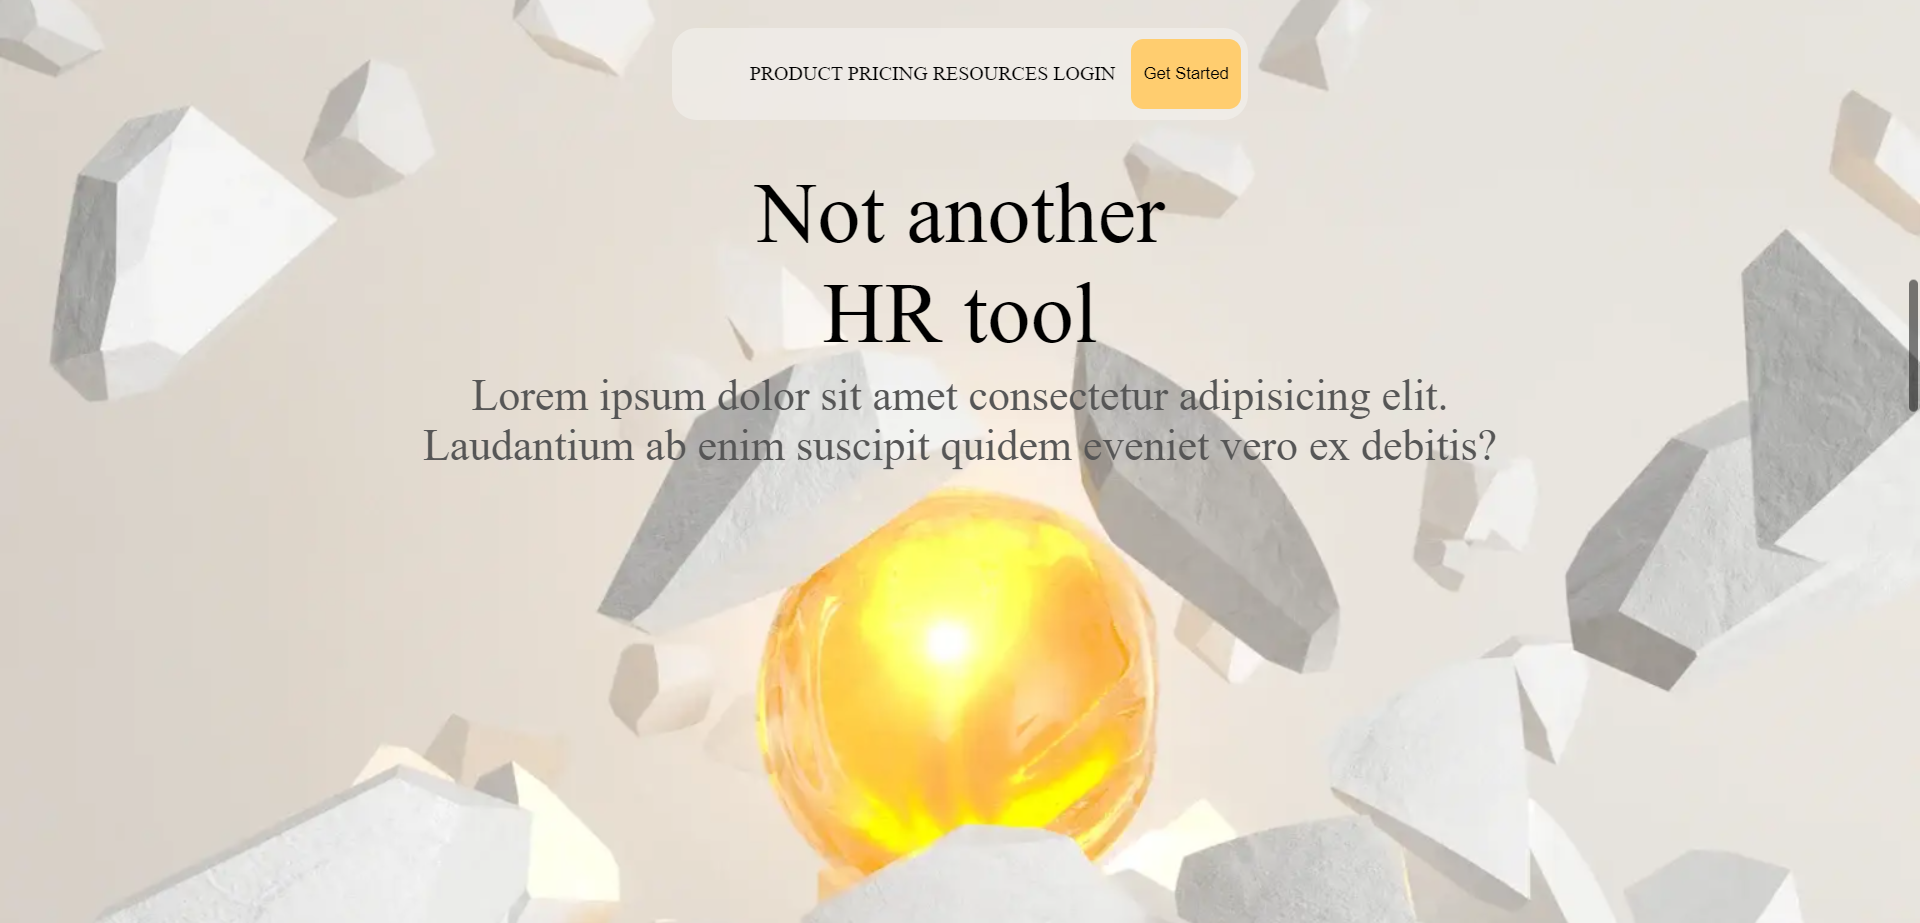 PRODUCT PRICING RESOURCES LOGIN Get Started
Not another
HR tool
Lorem ipsum dolor sit amet consectetur adipisicing elit.
Laudantium ab enim suscipit quidem eveniet vero ex debitis?